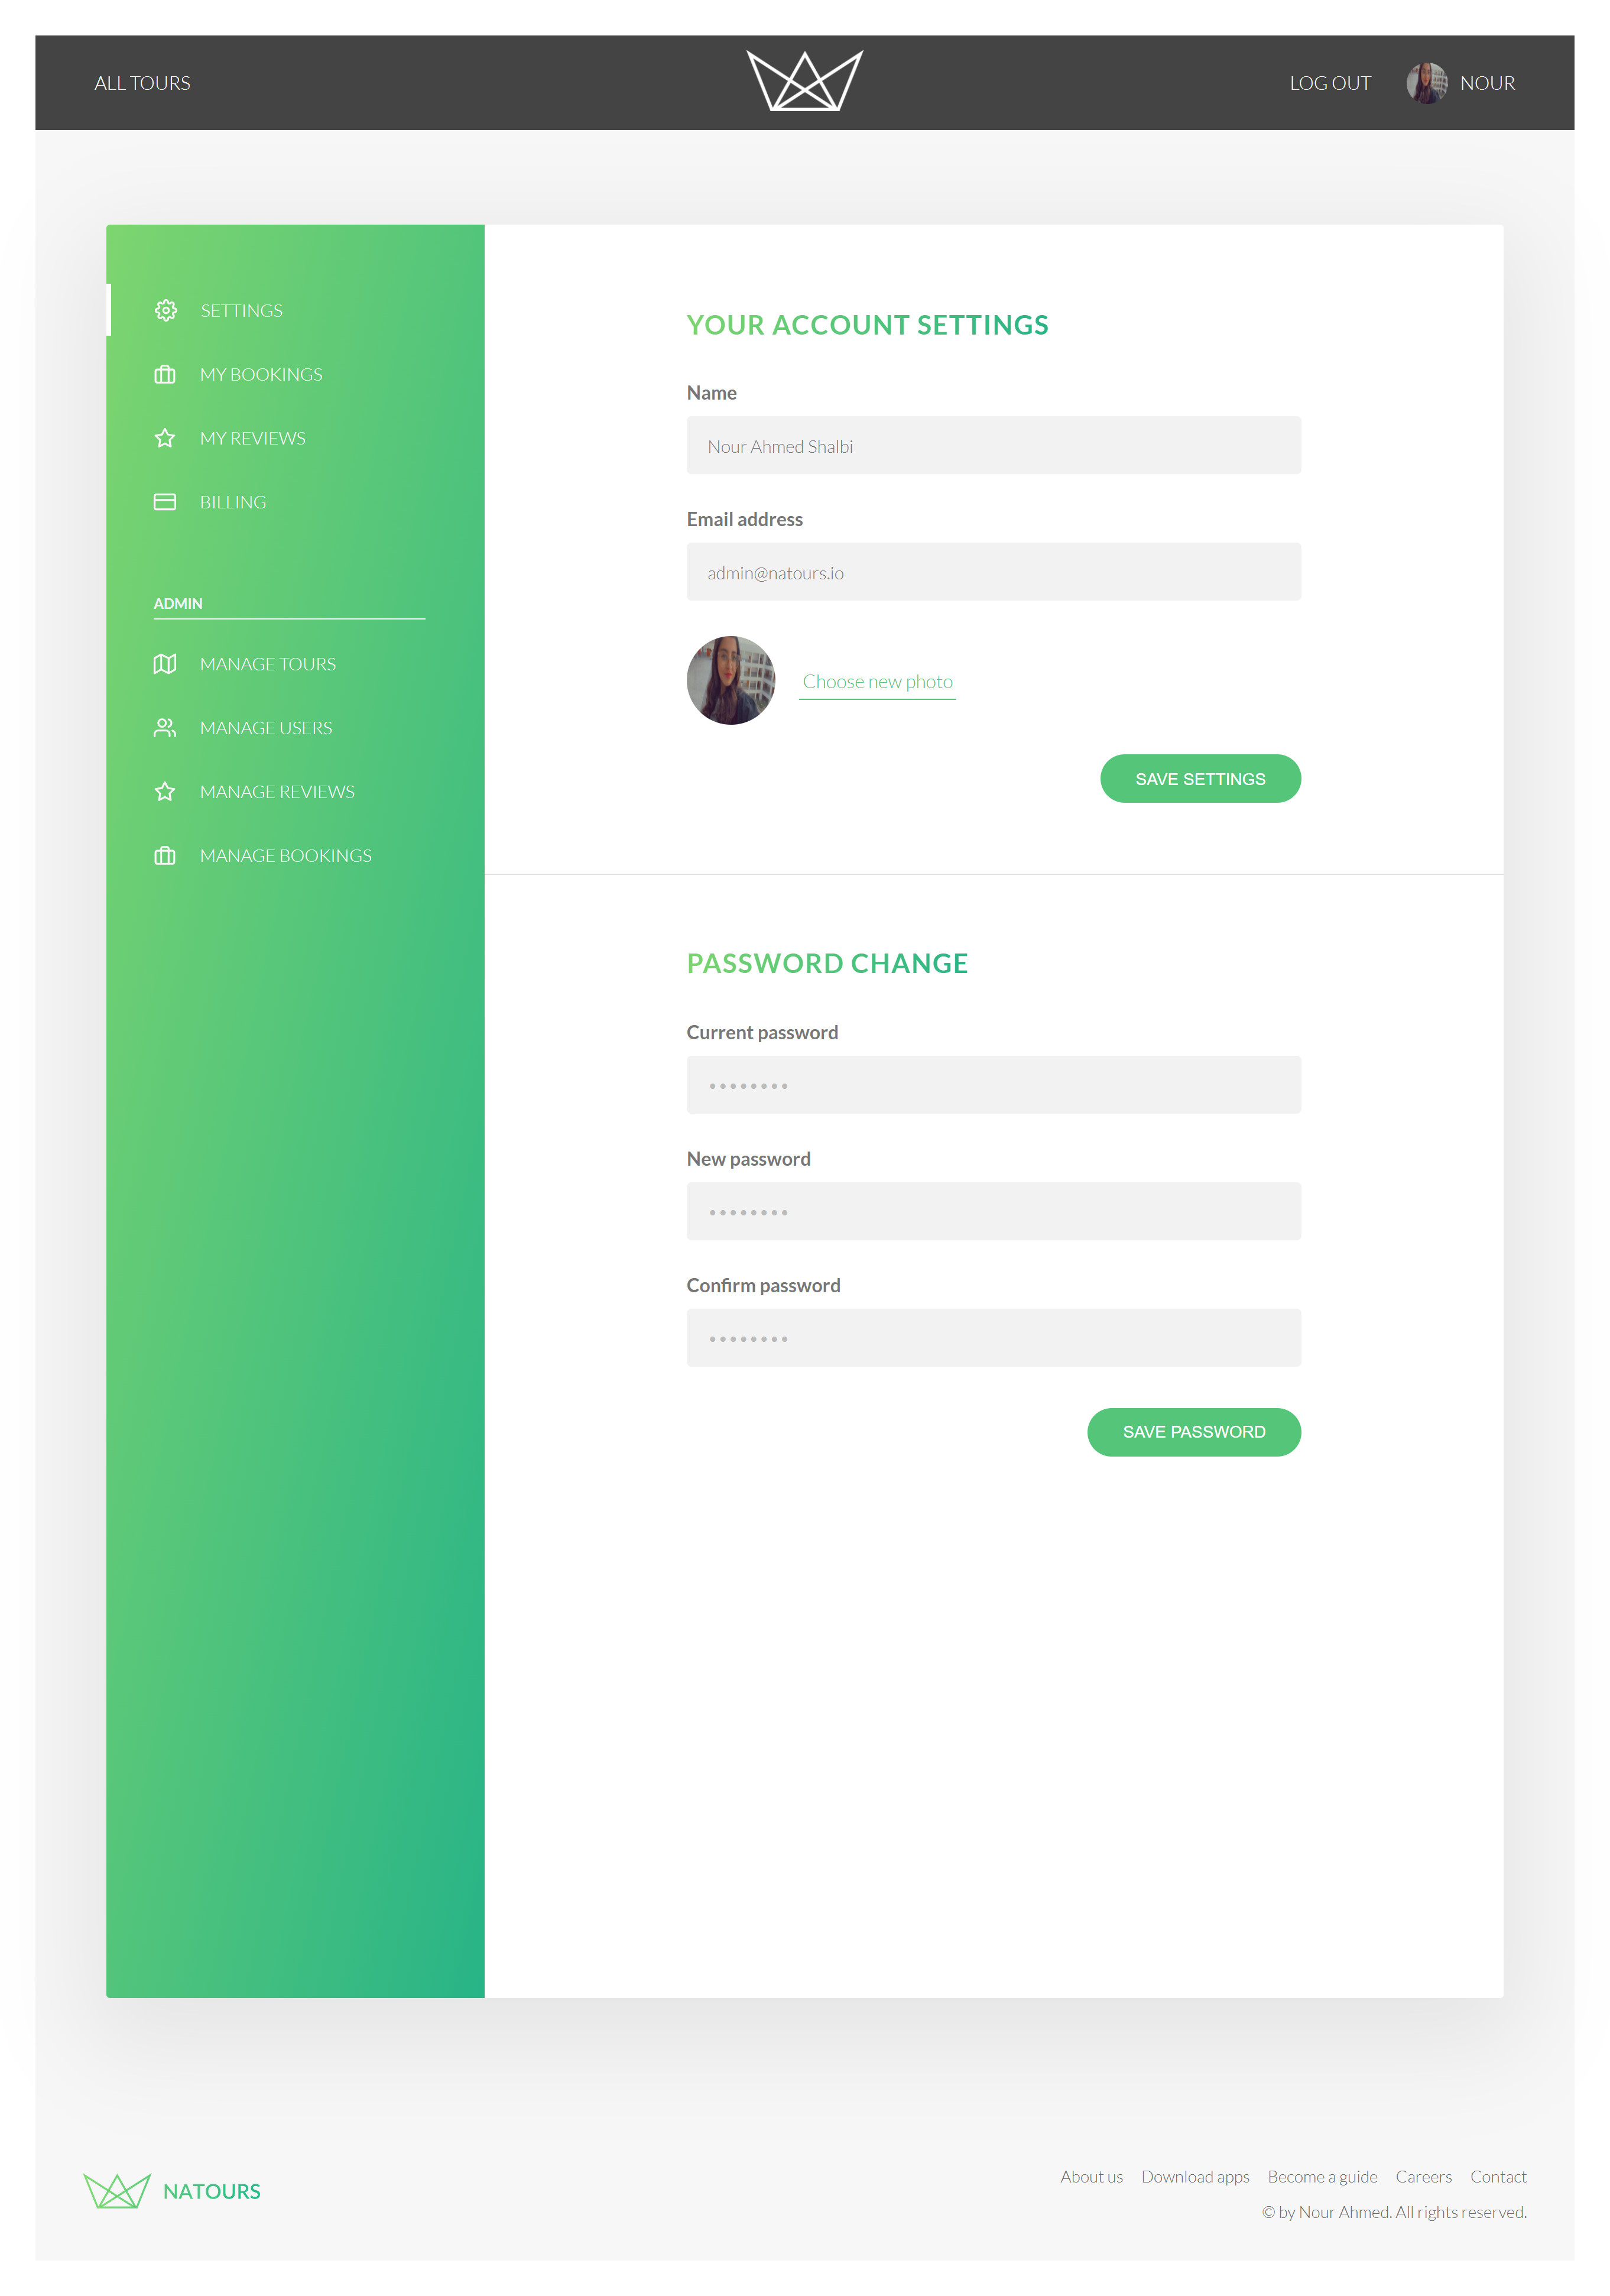 ALL TOURS
LOG OUT
NOUR
SETTINGS
MY BOOKINGS
MY REVIEWS
BILLING
ADMIN
MANAGE TOURS
MANAGE USERS
MANAGE REVIEWS
MANAGE BOOKINGS
YOUR ACCOUNT SETTINGS
Name
Nour Ahmed Shalbi
Email address
admin@natours.io
Choose new photo
SAVE SETTINGS
PASSWORD CHANGE
Current password
••••••••
New password
••••••••
Confirm password
••••••••
SAVE PASSWORD
NATOURS
About us Download apps Become a guide Careers Contact
© by Nour Ahmed. All rights reserved.